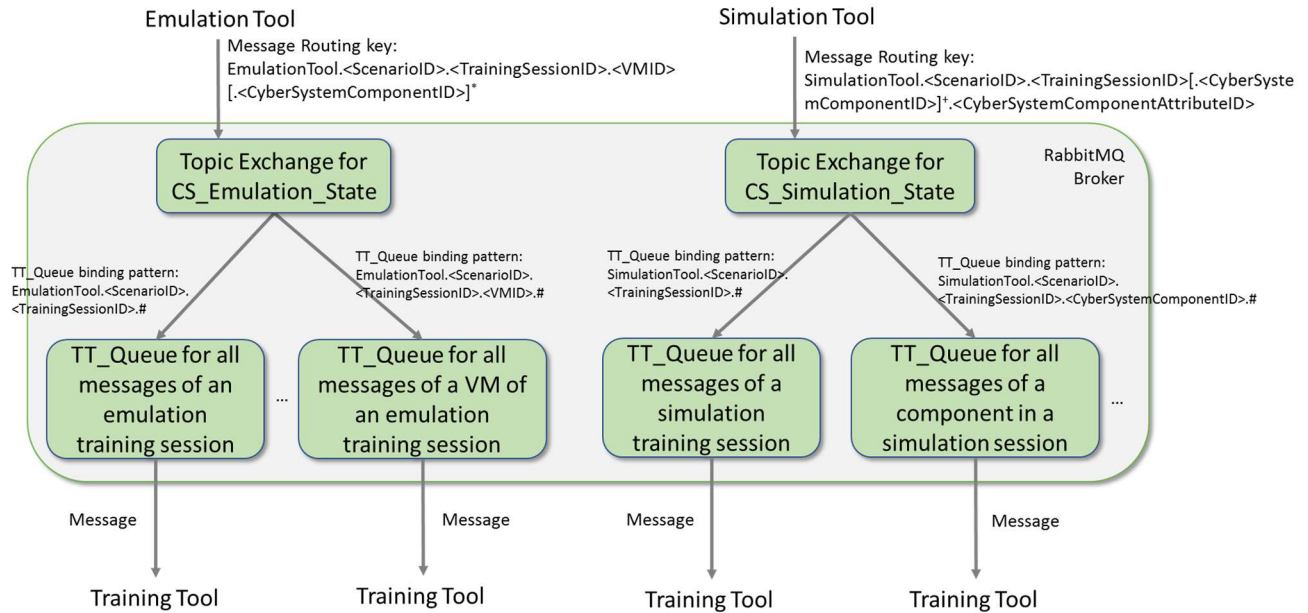 Emulation Tool
Message Routing key:
EmulationTool.<ScenarioID>.<TrainingSessionID>.<VMID>
[.<CyberSystemComponentID>]*
Simulation Tool
Message Routing key:
SimulationTool.<ScenarioID>.<TrainingSessionID>[.<CyberSyste
mComponentID>]+.<CyberSystemComponentAttributeID>
RabbitMQ
Broker
Topic Exchange for
CS_Emulation_State
Topic Exchange for
CS_Simulation_State
TT_Queue binding pattern:
EmulationTool.<ScenarioID>.
<TrainingSessionID>.#
TT_Queue binding pattern:
EmulationTool.<ScenarioID>.
<TrainingSessionID>.<VMID>.#
TT_Queue binding pattern:
SimulationTool.<ScenarioID>.
<TrainingSessionID>.#
TT_Queue binding pattern:
SimulationTool.<ScenarioID>.
<TrainingSessionID>.<CyberSystemComponentID>.#
TT_Queue for all
messages of an
emulation
training session
...
TT_Queue for all
messages of a VM of
an emulation
training session
TT_Queue for all
messages of a
simulation
training session
TT_Queue for all
messages of a
component in a
simulation session
...
Message
Message
Message
Message
Training Tool
Training Tool
Training Tool
Training Tool